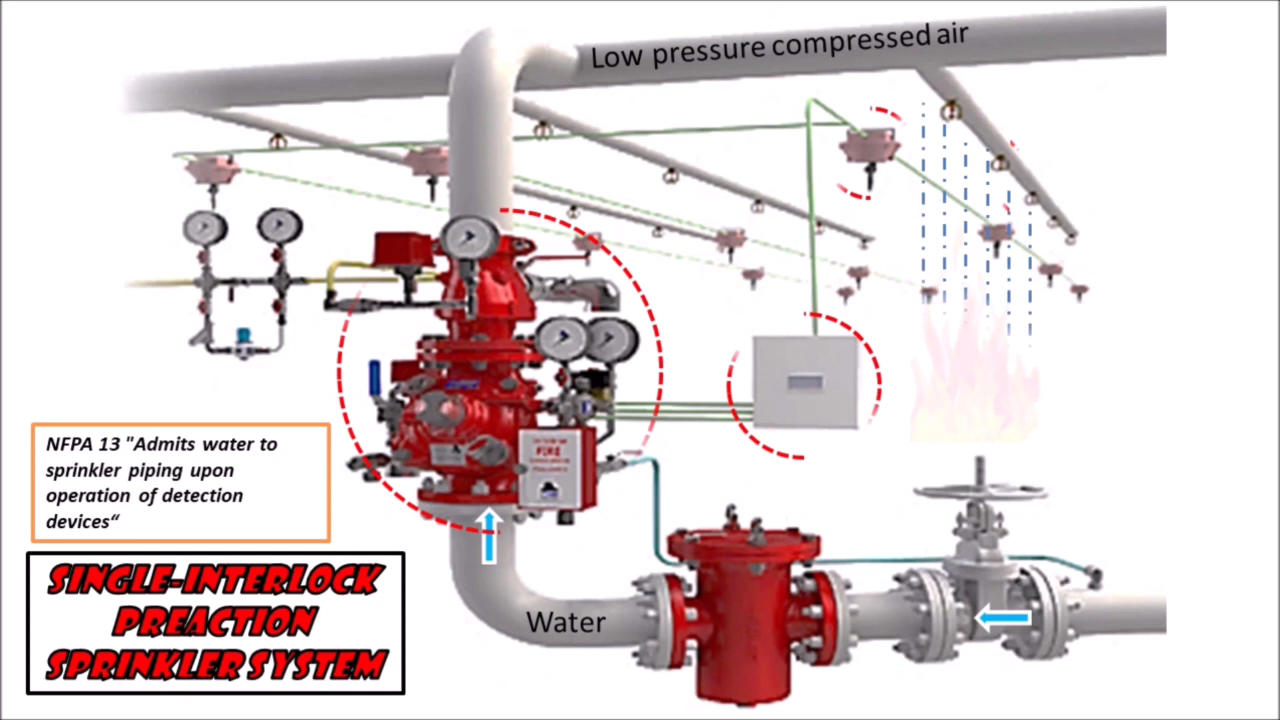 Low pressure compressed air
FIRE
NFPA 13 "Admits water to
sprinkler piping upon
operation of detection
devices“
SINGLE-INTERLOCK
PREACTION
SPRINKLER SYSTEM
Water